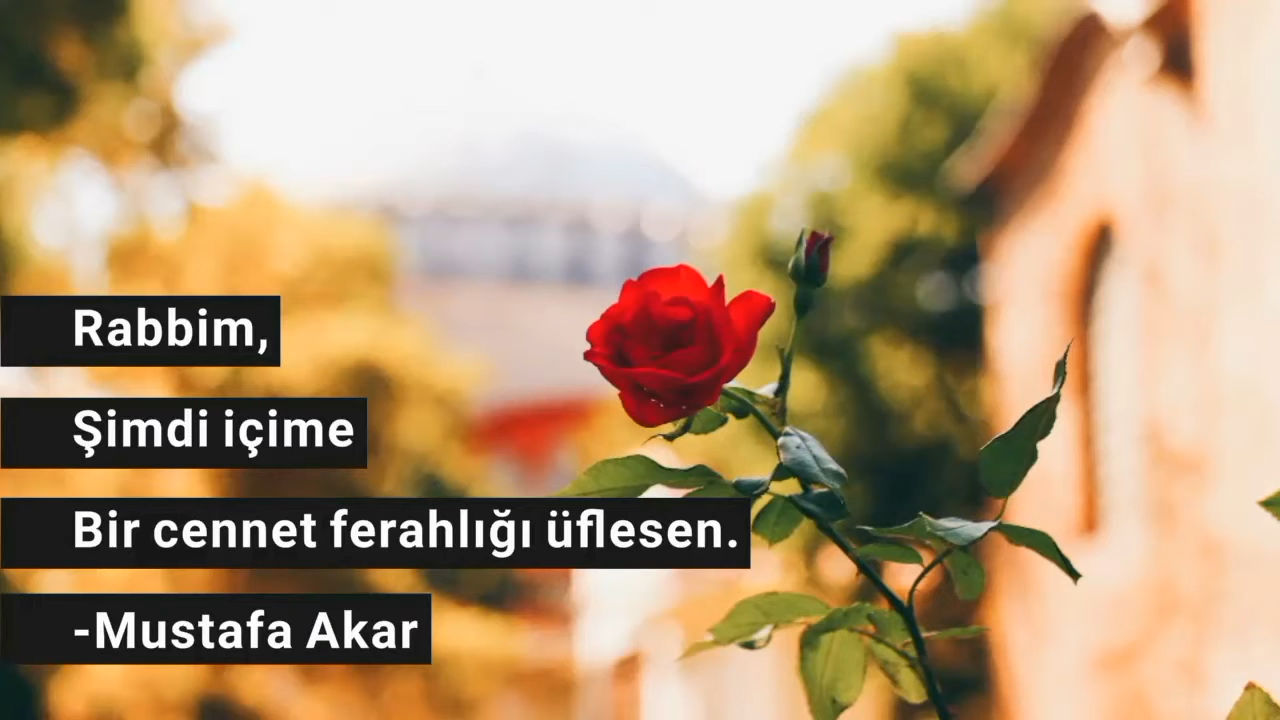 Rabbim,
Şimdi içime
Bir cennet ferahlığı üflesen.
-Mustafa Akar